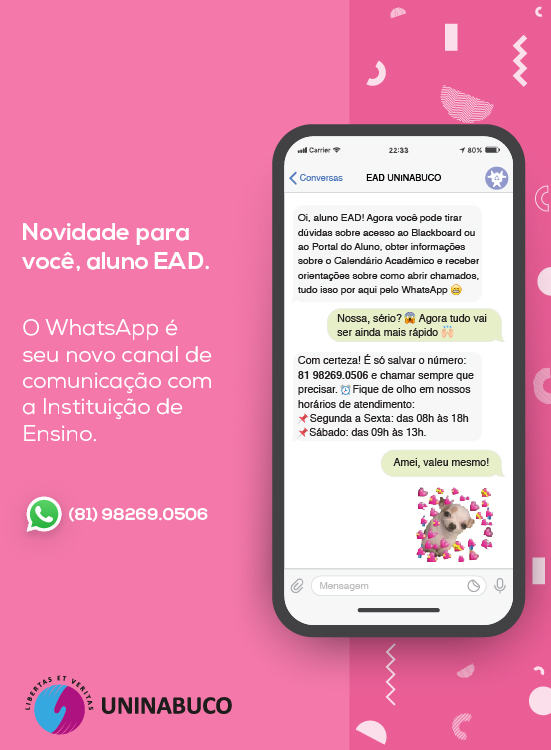 Novidade para
você, aluno EAD.
O WhatsApp é
seu novo canal de
comunicação com
a Instituição de
Ensino.
(81) 98269.0506
LIBERTAS ET VERITAS
UNINABUCO
Carrier
22:33
80%
Conversas
EAD UNINABUCO
Oi, aluno EAD! Agora você pode tirar
dúvidas sobre acesso ao Blackboard ou
ao Portal do Aluno, obter informações
sobre o Calendário Acadêmico e receber
orientações sobre como abrir chamados,
tudo isso por aqui pelo WhatsApp 😁
Nossa, sério? 😱 Agora tudo vai
ser ainda mais rápido 🙌🏻
Com certeza! É só salvar o número:
81 98269.0506 e chamar sempre que
precisar. ⏰ Fique de olho em nossos
horários de atendimento:
📌Segunda a Sexta: das 08h às 18h
📌Sábado: das 09h às 13h.
Amei, valeu mesmo!
Mensagem